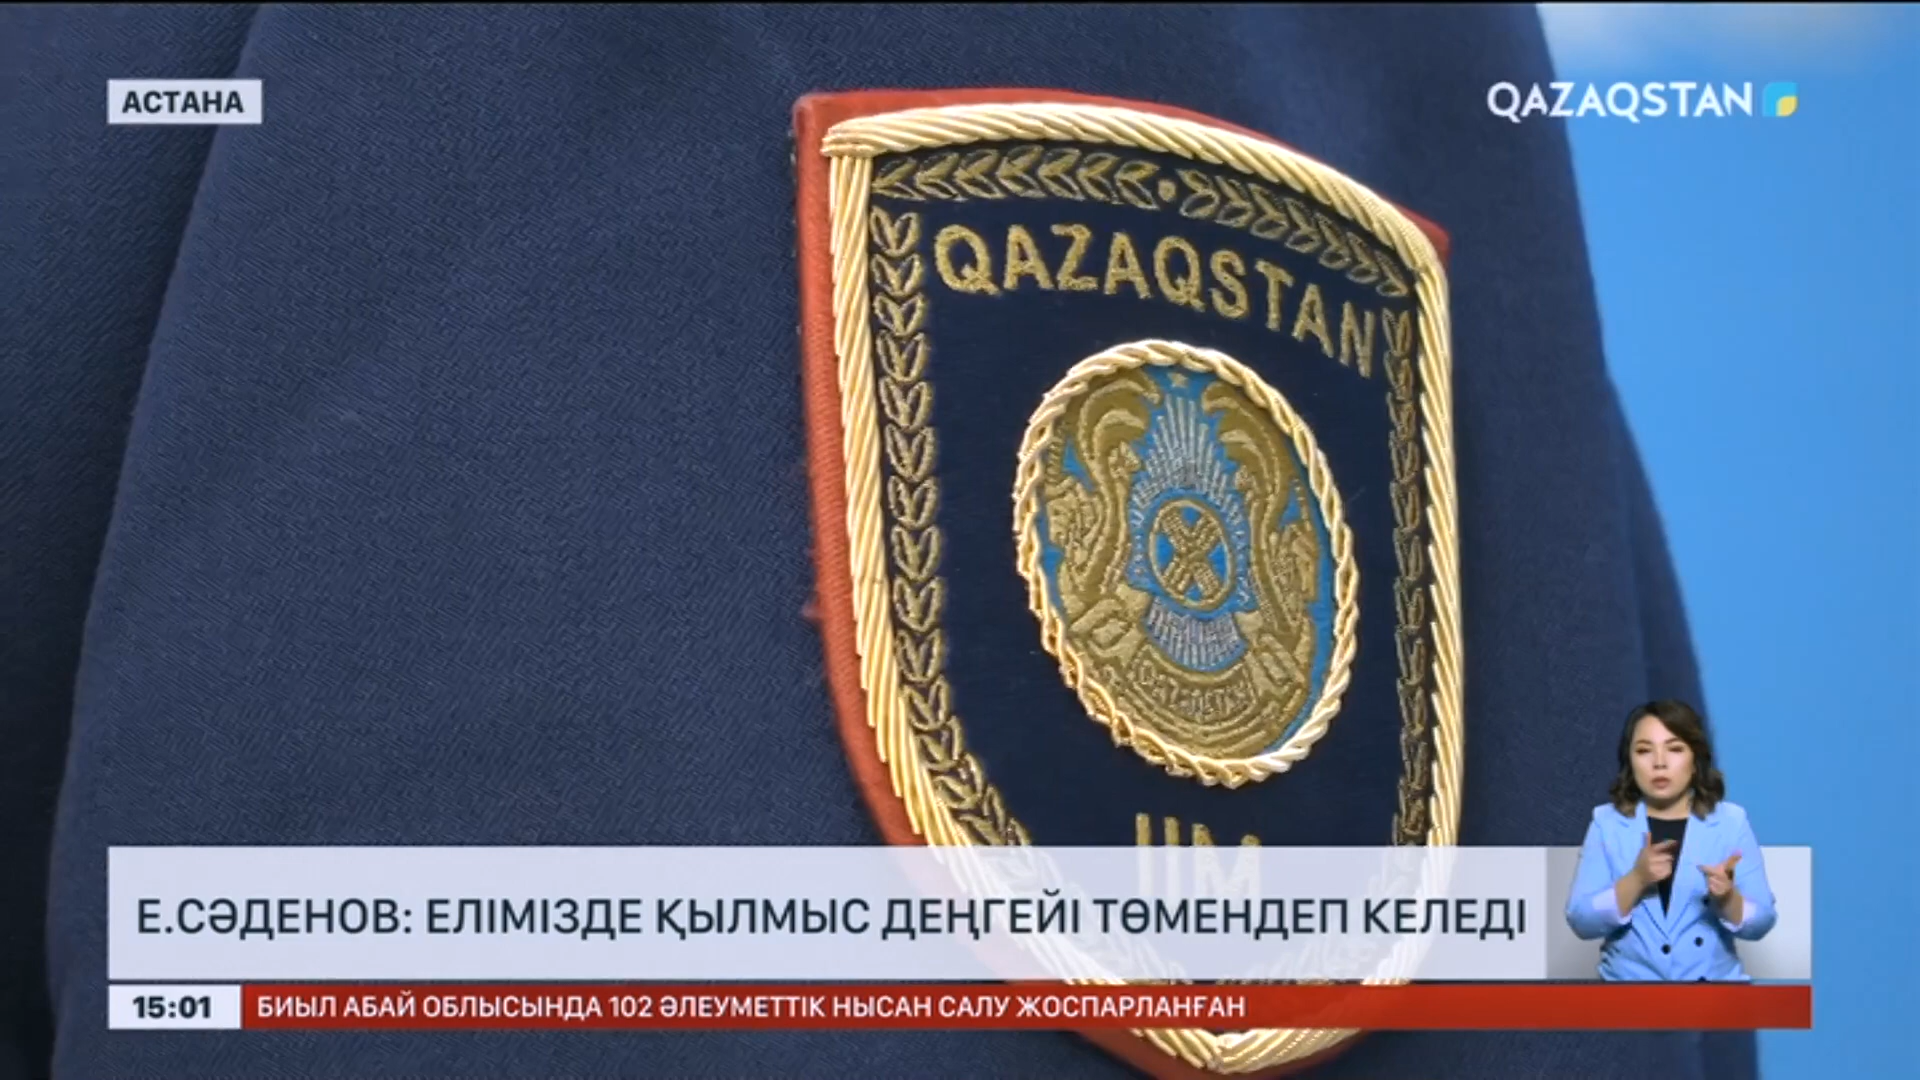 АСТАНА
QAZAQSTAN
QAZAQSTAN
IIM
Е.СӘДЕНОВ: ЕЛІМІЗДЕ ҚЫЛМЫС ДЕҢГЕЙІ ТӨМЕНДЕП КЕЛЕДІ
15:01
БИЫЛ АБАЙ ОБЛЫСЫНДА 102 ӘЛЕУМЕТТІК НЫСАН САЛУ ЖОСПАРЛАНҒАН